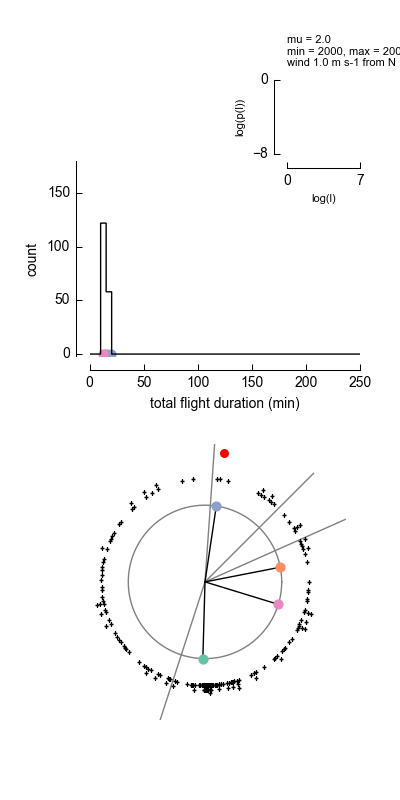 mu = 2.0
min = 2000, max = 200
wind 1.0 m s-1 from N
0
log(p(l))
−8
0
7
log(l)
150
100
50
0
count
0
50
100
150
200
250
total flight duration (min)